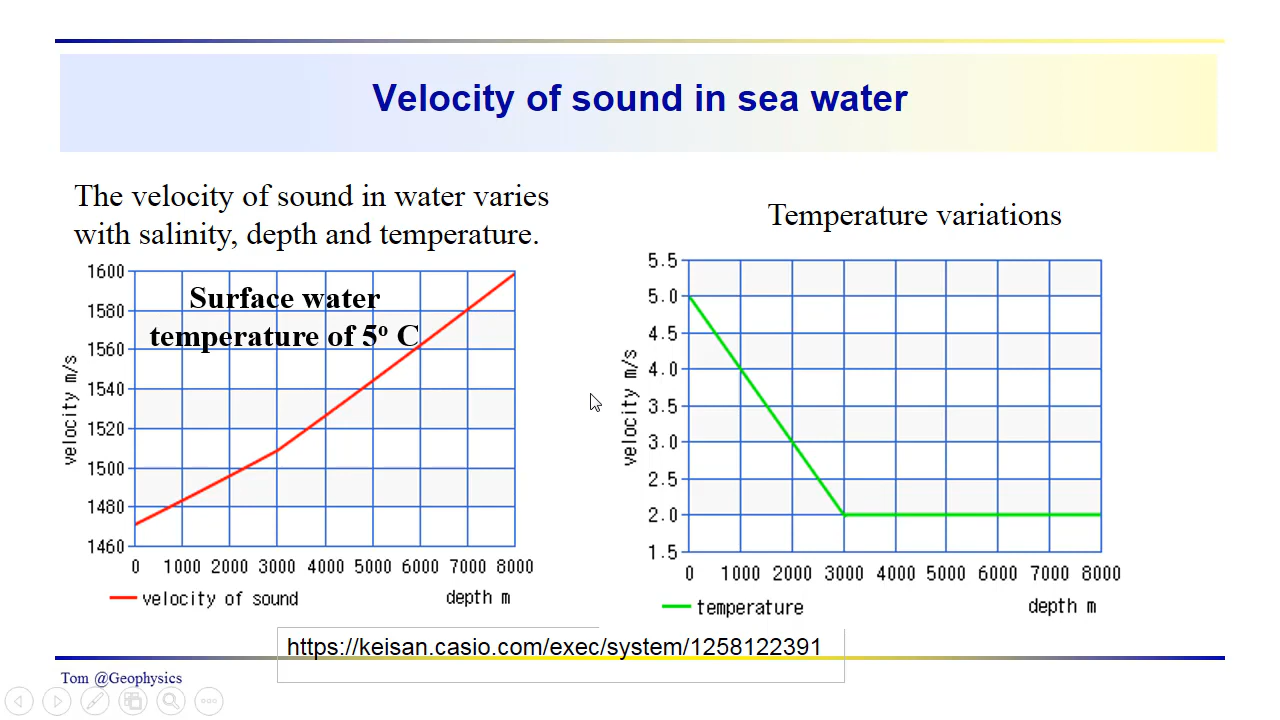 Velocity of sound in sea water
The velocity of sound in water varies
with salinity, depth and temperature.
Surface water
temperature of 5º C
1600
1580
1560
1540
1520
1500
1480
1460
velocity m/s
0 1000 2000 3000 4000 5000 6000 7000 8000
velocity of sound depth m
Temperature variations
5.5
5.0
4.5
4.0
3.5
3.0
2.5
2.0
1.5
velocity m/s
0 1000 2000 3000 4000 5000 6000 7000 8000
temperature depth m
https://keisan.casio.com/exec/system/1258122391
Tom @Geophysics